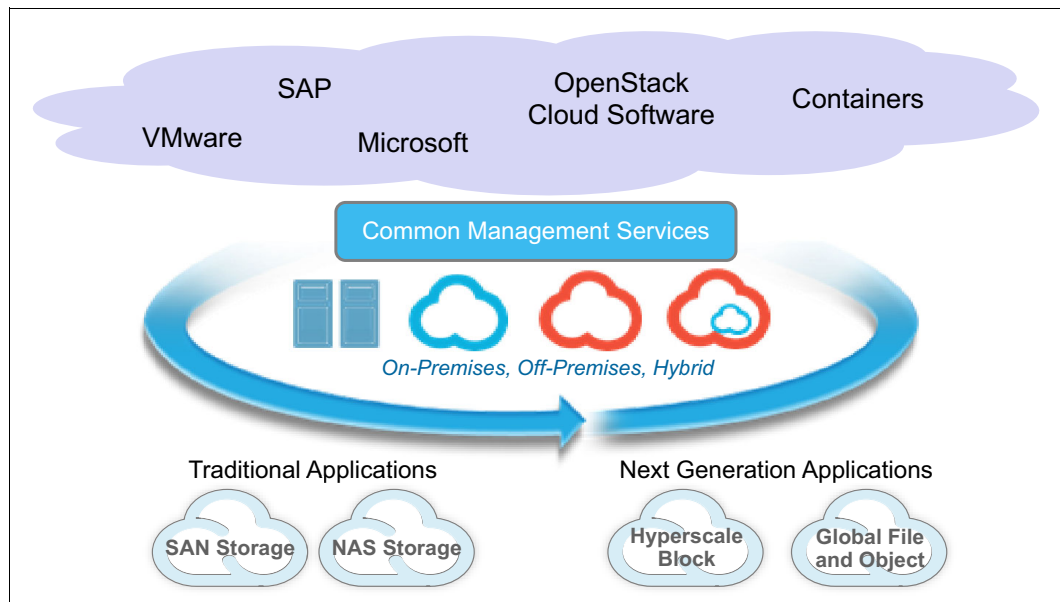 SAP
OpenStack
Cloud Software
Containers
VMware
Microsoft
Common Management Services
On-Premises, Off-Premises, Hybrid
Traditional Applications
Next Generation Applications
SAN Storage
NAS Storage
Hyperscale
Block
Global File
and Object